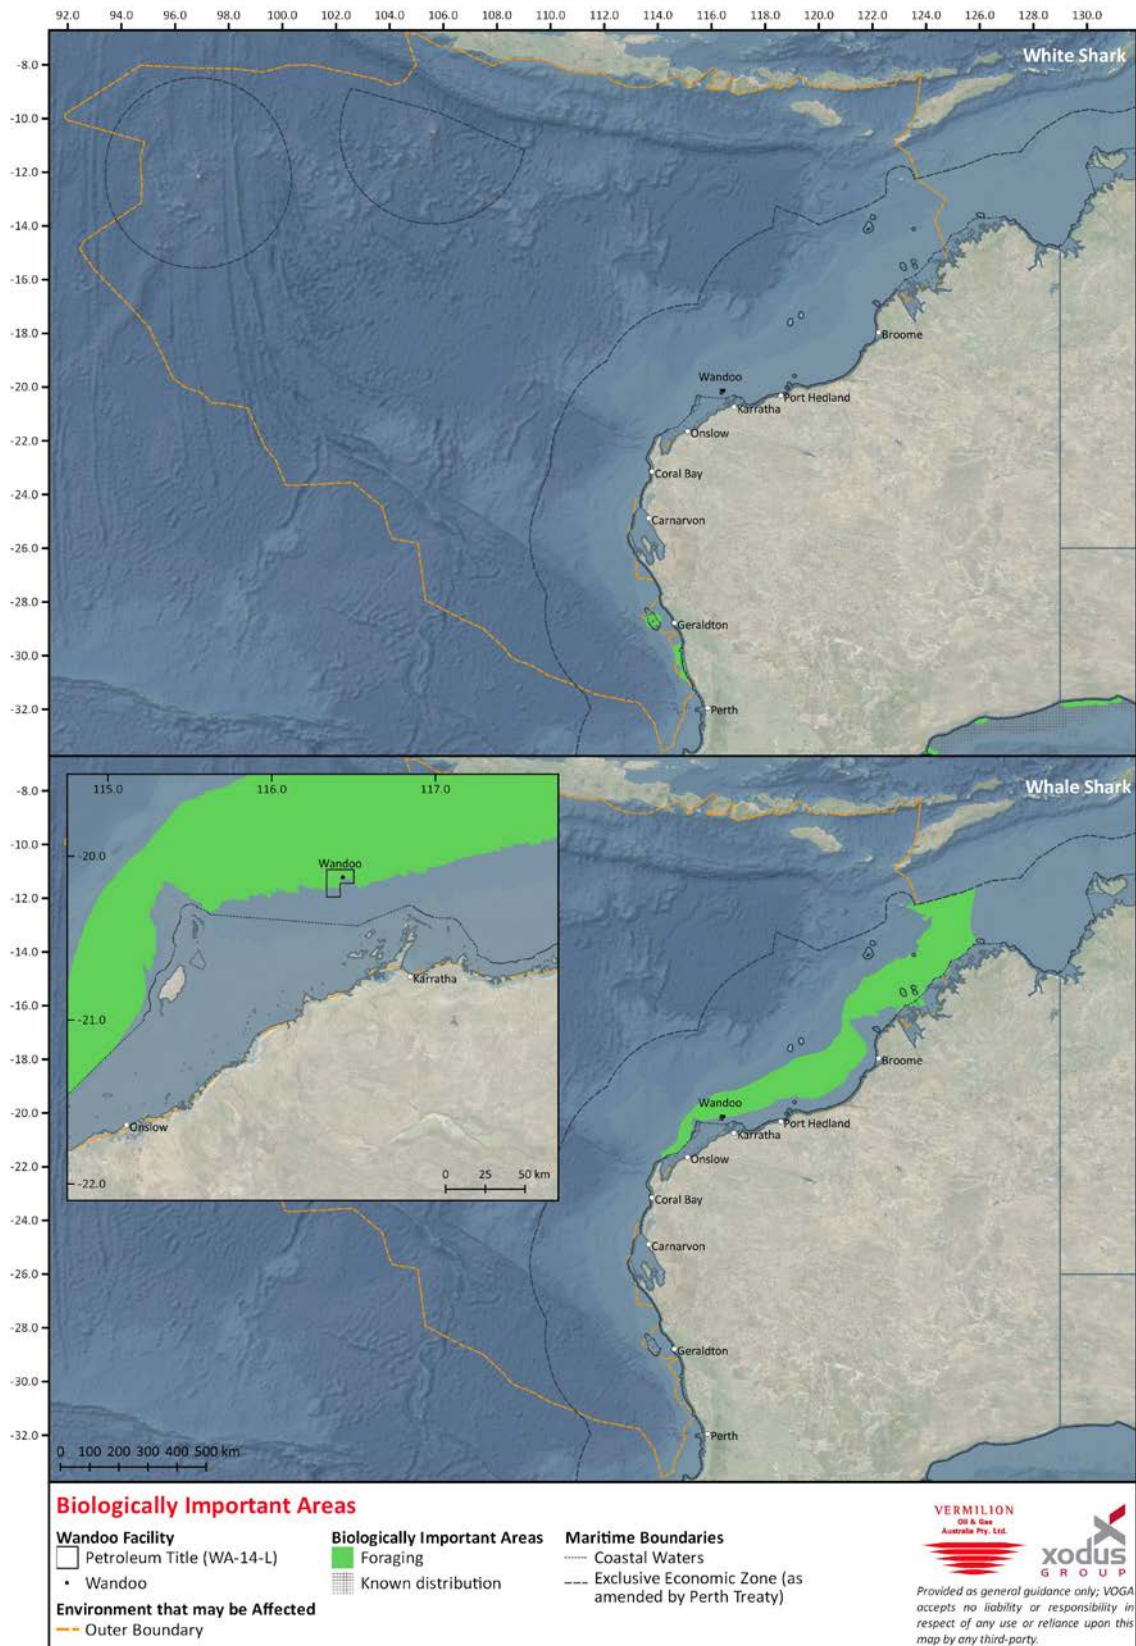 92.0 94.0 96.0 98.0 100.0 102.0 104.0 106.0 108.0 110.0 112.0 114.0 116.0 118.0 120.0 122.0 124.0 126.0 128.0 130.0
White Shark
-8.0
-10.0
-12.0
-14.0
-16.0
-18.0
-20.0
-22.0
-24.0
-26.0
-28.0
-30.0
-32.0
Broome
Wandoo
Port Hedland
Karratha
Onslow
Coral Bay
Carnarvon
Geraldton
Perth
Whale Shark
-8.0
-10.0
-12.0
-14.0
-16.0
-18.0
-20.0
-22.0
-24.0
-26.0
-28.0
-30.0
-32.0
115.0 116.0 117.0
-20.0
-21.0
-22.0
Wandoo
Karratha
Onslow
0 25 50 km
Broome
Wandoo
Port Hedland
Karratha
Onslow
Coral Bay
Carnarvon
Geraldton
Perth
0 100 200 300 400 500 km
Biologically Important Areas
Wandoo Facility
Petroleum Title (WA-14-L)
Wandoo
Environment that may be Affected
Outer Boundary
Biologically Important Areas
Foraging
Known distribution
Maritime Boundaries
Coastal Waters
Exclusive Economic Zone (as
amended by Perth Treaty)
VERMILION
Oil & Gas
Australia Pty. Ltd.
xodus
GROUP
Provided as general guidance only; VOGA
accepts no liability or responsibility in
respect of any use or reliance upon this
map by any third-party.